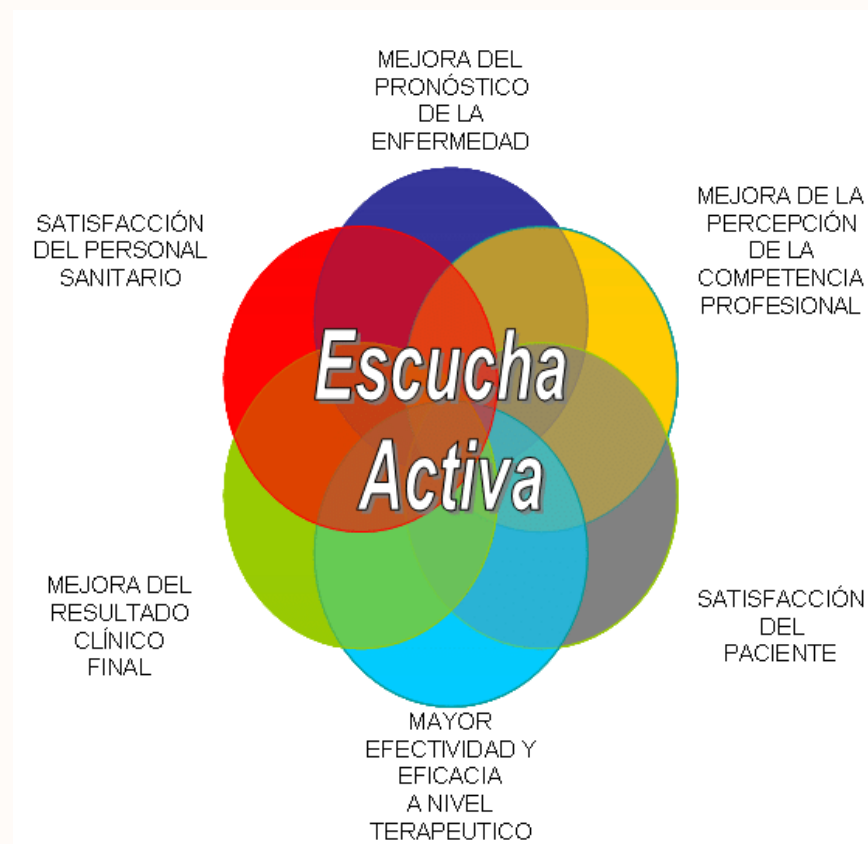 MEJORA DEL
PRONÓSTICO
DE LA
ENFERMEDAD
SATISFACCIÓN
DEL PERSONAL
SANITARIO
MEJORA DE LA
PERCEPCIÓN
DE LA
COMPETENCIA
PROFESIONAL
Escucha
Activa
MEJORA DEL
RESULTADO
CLÍNICO
FINAL
SATISFACCIÓN
DEL
PACIENTE
MAYOR
EFECTIVIDAD Y
EFICACIA
A NIVEL
TERAPEUTICO